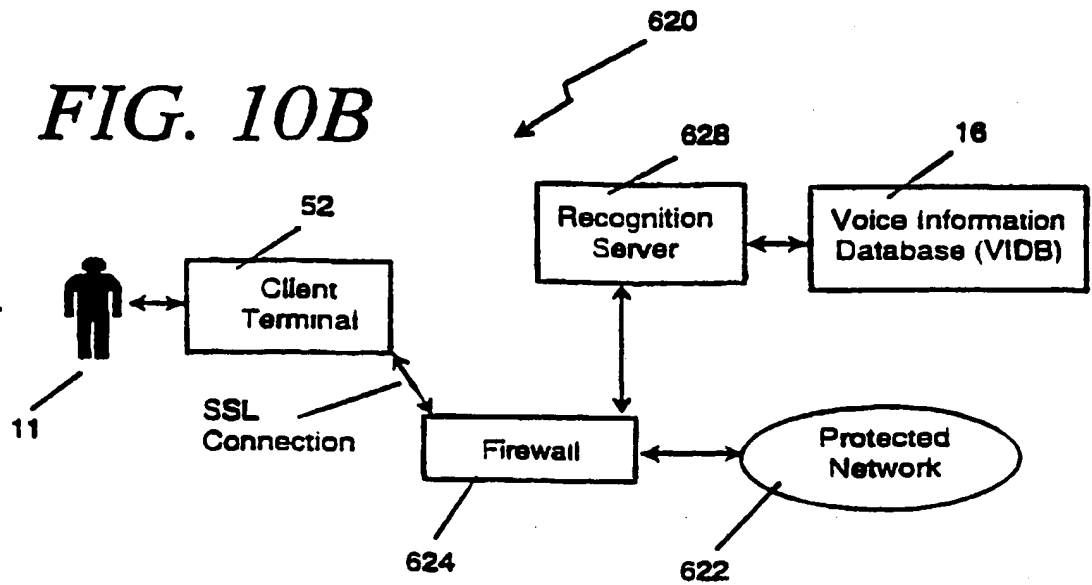 620
FIG. 10B
628
16
52
Recognition
Server
Voice Information
Database (VIDB)
Client
Terminal
11
SSL
Connection
Firewall
Protected
Network
624
622